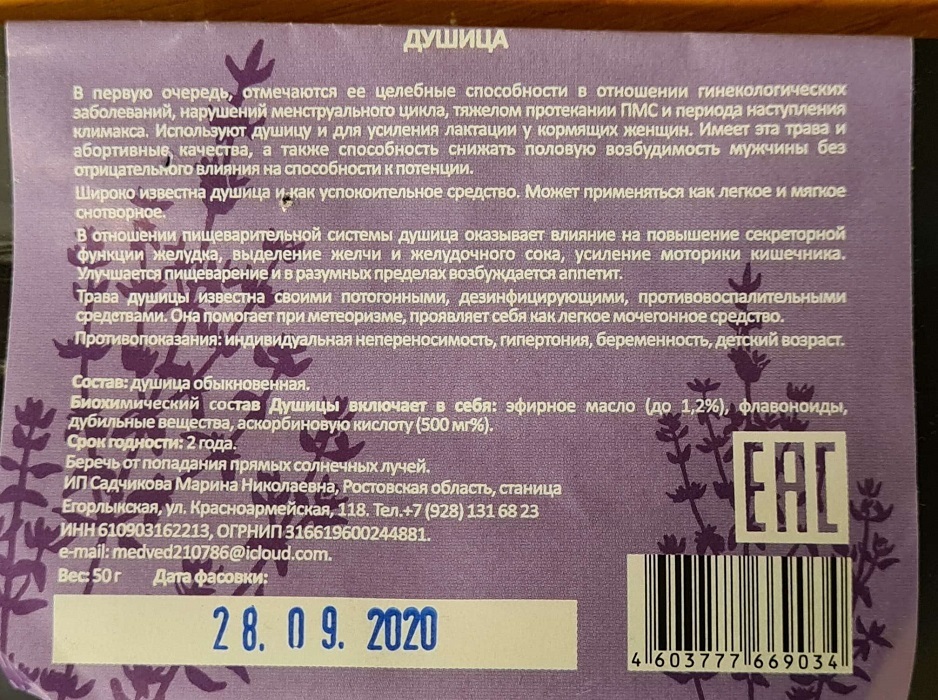 ДУШИЦА
В первую очередь, отмечаются ее целебные способности в отношении гинекологических
заболеваний, нарушений менструального цикла, тяжелом протекании ПМС и периода наступления
климакса. Используют душицу и для усиления лактации у кормящих женщин. Имеет эта трава и
абортивные качества, а также способность снижать половую возбудимость мужчины без
отрицательного влияния на способности к потенции.
Широко известна душица и как успокоительное средство. Может применяться как легкое и мягкое
снотворное.
В отношении пищеварительной системы душица оказывает влияние на повышение секреторной
функции желудка, выделение желчи и желудочного сока, усиление моторики кишечника.
Улучшается пищеварение и в разумных пределах возбуждается аппетит.
Трава душицы известна своими потогонными, дезинфицирующими, противовоспалительными
средствами. Она помогает при метеоризме, проявляет себя как легкое мочегонное средство.
Противопоказания: индивидуальная непереносимость, гипертония, беременность, детский возраст.
Состав: душица обыкновенная.
Биохимический состав Душицы включает в себя: эфирное масло (до 1,2%), флавоноиды,
дубильные вещества, аскорбиновую кислоту (500 мг%).
Срок годности: 2 года.
Беречь от попадания прямых солнечных лучей.
ИП Садчикова Марина Николаевна, Ростовская область, станица
Егорлыкская, ул. Красноармейская, 118. Тел.+7 (928) 131 68 23
ИНН 610903162213, ОГРНИП 316619600244881.
e-mail: medved210786@icloud.com.
Вес: 50 г Дата фасовки:
28. 09. 2020
EAC
4 603777 669034